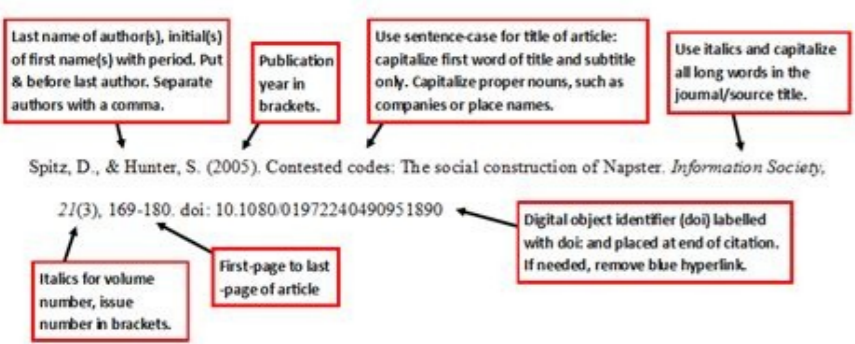 Last name of author(s), initial(s)
of first name(s) with period. Put
& before last author. Separate
authors with a comma.
Publication
year in
brackets.
Use sentence-case for title of article:
capitalize first word of title and subtitle
only. Capitalize proper nouns, such as
companies or place names.
Use italics and capitalize
all long words in the
journal/source title.
Spitz, D., & Hunter, S. (2005). Contested codes: The social construction of Napster. Information Society,
21(3), 169-180. doi: 10.1080/01972240490951890
Digital object identifier (doi) labelled
with doi: and placed at end of citation.
If needed, remove blue hyperlink.
First-page to last
-page of article
Italics for volume
number, issue
number in brackets.